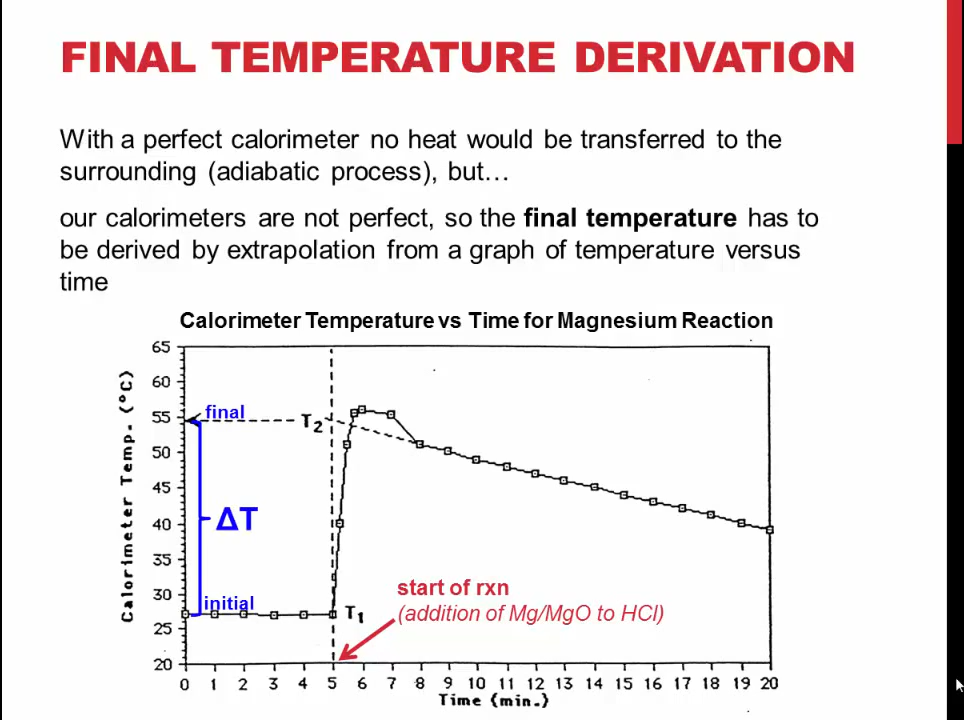 FINAL TEMPERATURE DERIVATION
With a perfect calorimeter no heat would be transferred to the
surrounding (adiabatic process), but…
our calorimeters are not perfect, so the final temperature has to
be derived by extrapolation from a graph of temperature versus
time
Calorimeter Temperature vs Time for Magnesium Reaction
Calorimeter Temp. (°C)
65
60
55
50
45
40
35
30
25
20
final
T2
ΔT
initial
T1
start of rxn
(addition of Mg/MgO to HCl)
0 1 2 3 4 5 6 7 8 9 10 11 12 13 14 15 16 17 18 19 20
Time (min.)